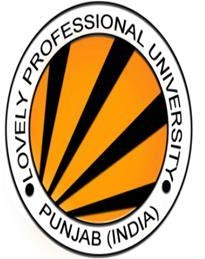 LOVELY PROFESSIONAL UNIVERSITY
PUNJAB (INDIA)